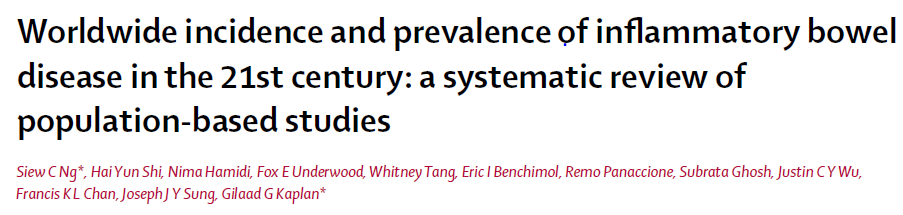 Worldwide incidence and prevalence of inflammatory bowel
disease in the 21st century: a systematic review of
population-based studies
Siew C Ng*, Hai Yun Shi, Nima Hamidi, Fox E Underwood, Whitney Tang, Eric I Benchimol, Remo Panaccione, Subrata Ghosh, Justin C Y Wu,
Francis K L Chan, Joseph J Y Sung, Gilaad G Kaplan*